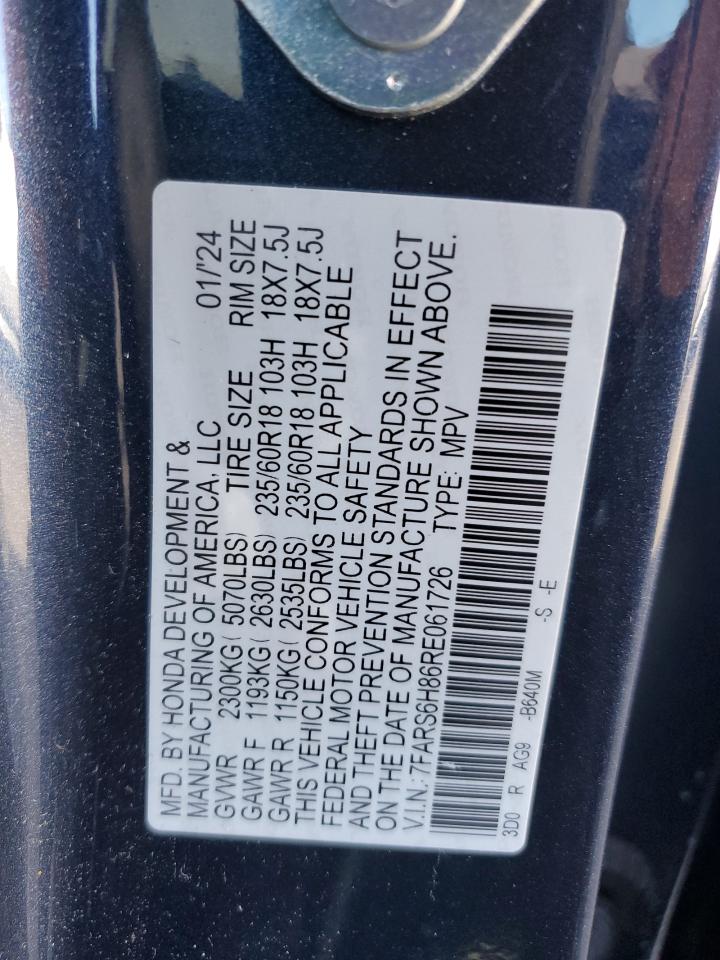 MFD. BY HONDA DEVELOPMENT &
MANUFACTURING OF AMERICA, LLC 01/'24
GVWR 2300KG( 5070LBS) TIRE SIZE RIM SIZE
GAWR F 1193KG( 2630LBS) 235/60R18 103H 18X7.5J
GAWR R 1150KG( 2535LBS) 235/60R18 103H 18X7.5J
THIS VEHICLE CONFORMS TO ALL APPLICABLE
FEDERAL MOTOR VEHICLE SAFETY
AND THEFT PREVENTION STANDARDS IN EFFECT
ON THE DATE OF MANUFACTURE SHOWN ABOVE.
V.I.N.: 7FARS6H86RE061726 TYPE: MPV
3D0 R AG9 -B640M -S -E